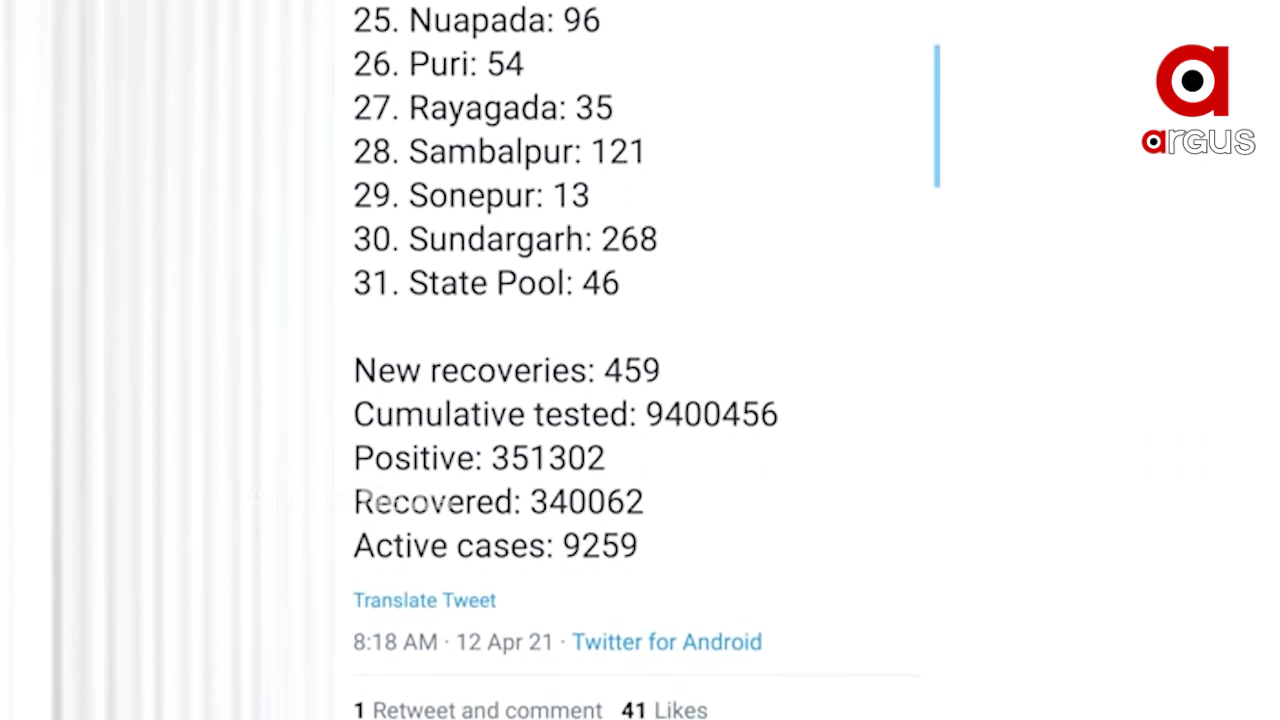 25. Nuapada: 96
26. Puri: 54
27. Rayagada: 35
28. Sambalpur: 121
29. Sonepur: 13
30. Sundargarh: 268
31. State Pool: 46
New recoveries: 459
Cumulative tested: 9400456
Positive: 351302
Recovered: 340062
Active cases: 9259
Translate Tweet
8:18 AM · 12 Apr 21 · Twitter for Android
1 Retweet and comment 41 Likes
a
argus